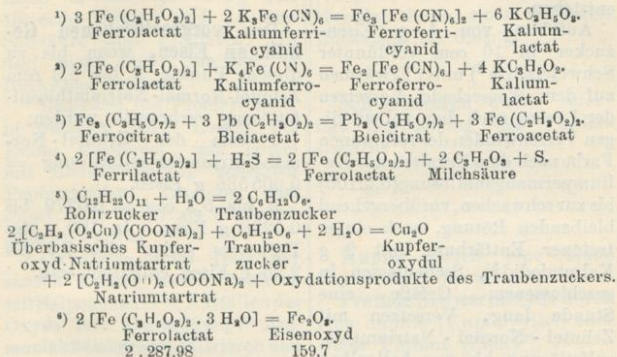 ¹) 3 [Fe (C₃H₅O₃)₂] + 2 K₃Fe (CN)₆ = Fe₃ [Fe (CN)₆]₂ + 6 KC₃H₅O₃.
Ferrolactat Kaliumferri- Ferroferri- Kalium-
cyanid cyanid lactat
²) 2 [Fe (C₃H₅O₃)₂] + K₄Fe (CN)₆ = Fe₂ [Fe (CN)₆] + 4 KC₃H₅O₃.
Ferrolactat Kaliumferro- Ferroferro- Kalium-
cyanid cyanid lactat
³) Fe₃ (C₆H₅O₇)₂ + 3 Pb (C₂H₃O₂)₂ = Pb₃ (C₆H₅O₇)₂ + 3 Fe (C₂H₃O₂)₂.
Ferrocitrat Bleiacetat Bleicitrat Ferroacetat
⁴) 2 [Fe (C₃H₅O₃)₃] + H₂S = 2 [Fe (C₃H₅O₃)₂] + 2 C₃H₆O₃ + S.
Ferrilactat Ferrolactat Milchsäure
⁵) C₁₂H₂₂O₁₁ + H₂O = 2 C₆H₁₂O₆.
Rohrzucker Traubenzucker
2 [C₂H₂ (O₂Cu) (COONa)₂] + C₆H₁₂O₆ + 2 H₂O = Cu₂O
Überbasisches Kupfer- Trauben- Kupfer-
oxyd-Natriumtartrat zucker oxydul
+ 2 [C₂H₂(OH)₂ (COONa)₂ + Oxydationsprodukte des Traubenzuckers.
Natriumtartrat
⁶) 2 [Fe (C₃H₅O₃)₂ . 3 H₂O] = Fe₂O₃.
Ferrolactat Eisenoxyd
2 . 287,98 159,7